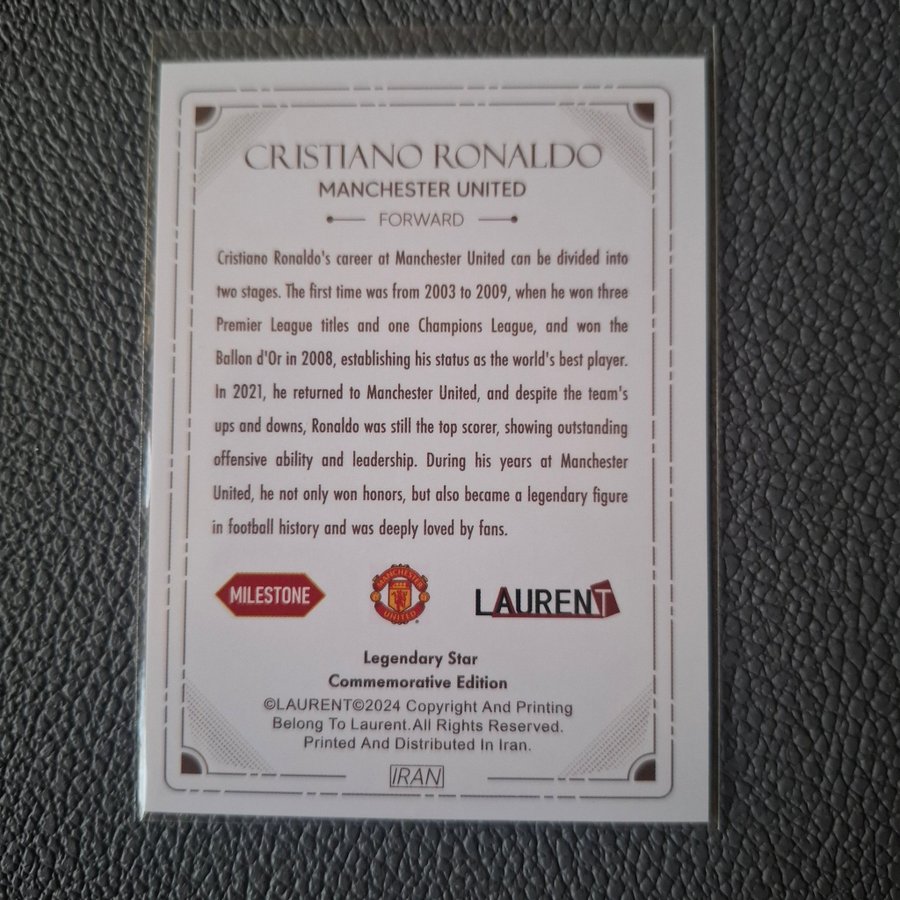 CRISTIANO RONALDO
MANCHESTER UNITED
FORWARD
Cristiano Ronaldo's career at Manchester United can be divided into
two stages. The first time was from 2003 to 2009, when he won three
Premier League titles and one Champions League, and won the
Ballon d'Or in 2008, establishing his status as the world's best player.
In 2021, he returned to Manchester United, and despite the team's
ups and downs, Ronaldo was still the top scorer, showing outstanding
offensive ability and leadership. During his years at Manchester
United, he not only won honors, but also became a legendary figure
in football history and was deeply loved by fans.
MILESTONE
MANCHESTER
UNITED
LAURENT
Legendary Star
Commemorative Edition
©LAURENT©2024 Copyright And Printing
Belong To Laurent.All Rights Reserved.
Printed And Distributed In Iran.
IRAN